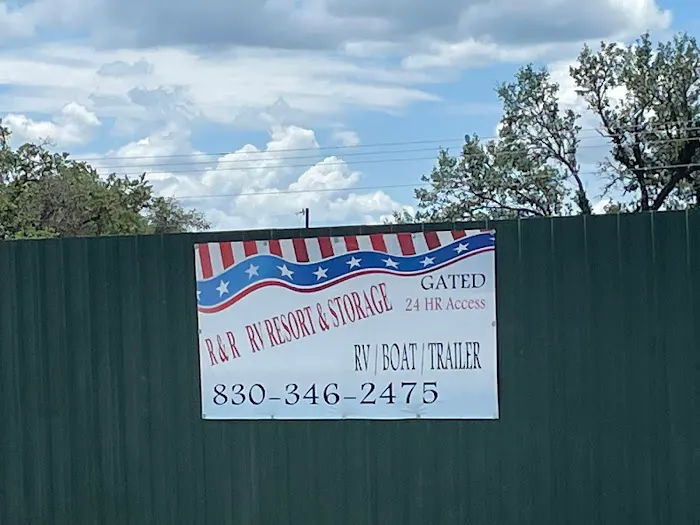 GATED
24 HR Access
R&R RV RESORT & STORAGE
RV / BOAT / TRAILER
830-346-2475